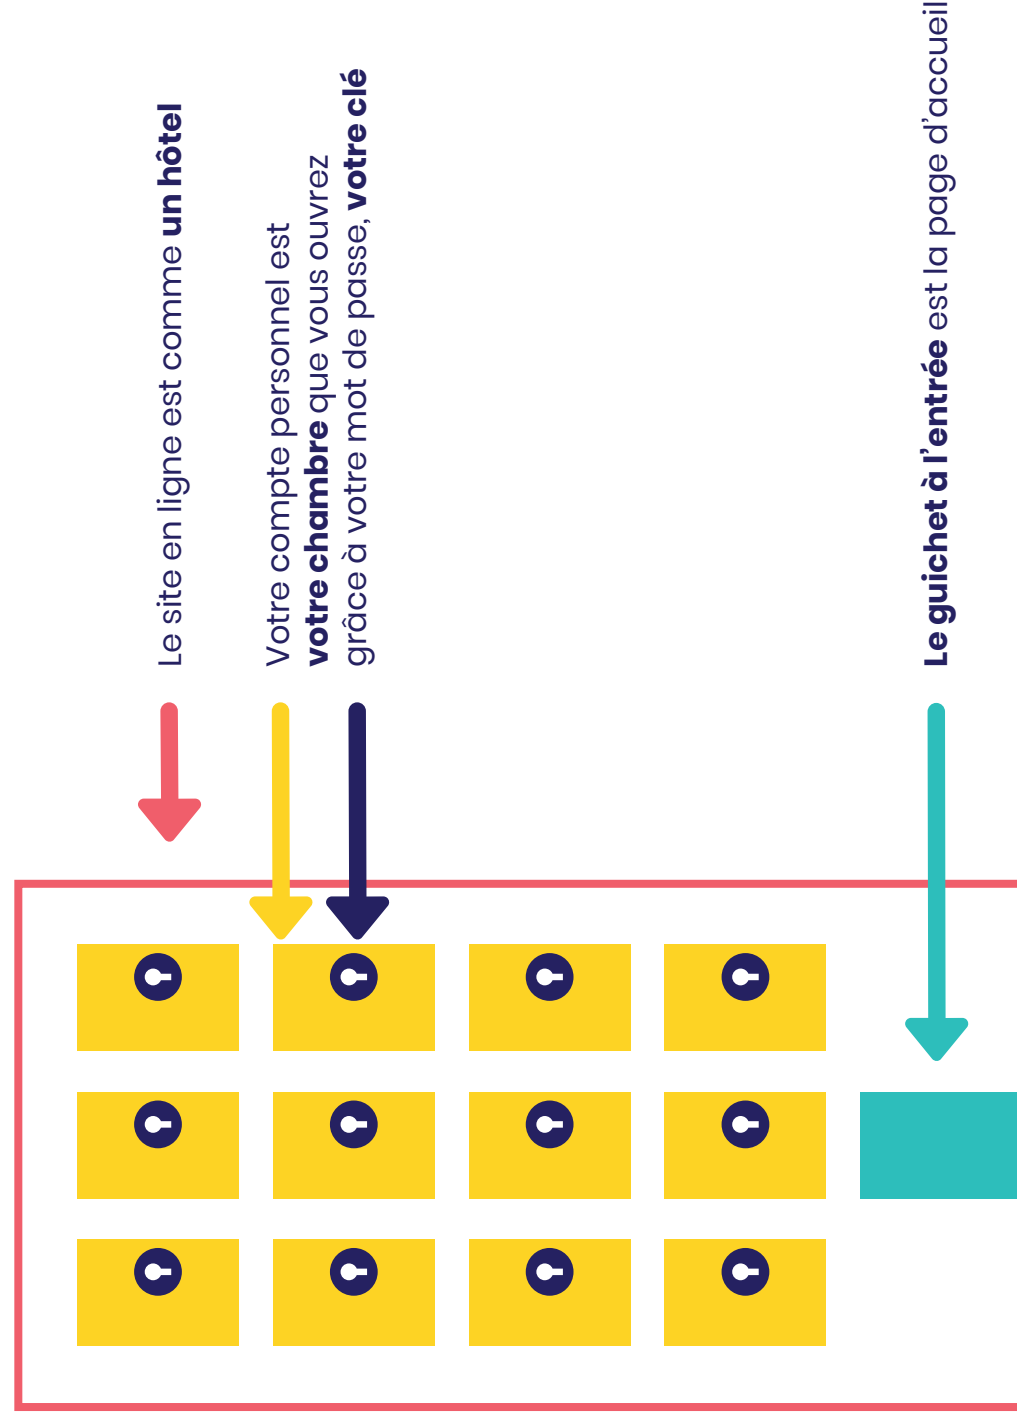 Le site en ligne est comme un hôtel
Votre compte personnel est
votre chambre que vous ouvrez
grâce à votre mot de passe, votre clé
Le guichet à l'entrée est la page d'accueil